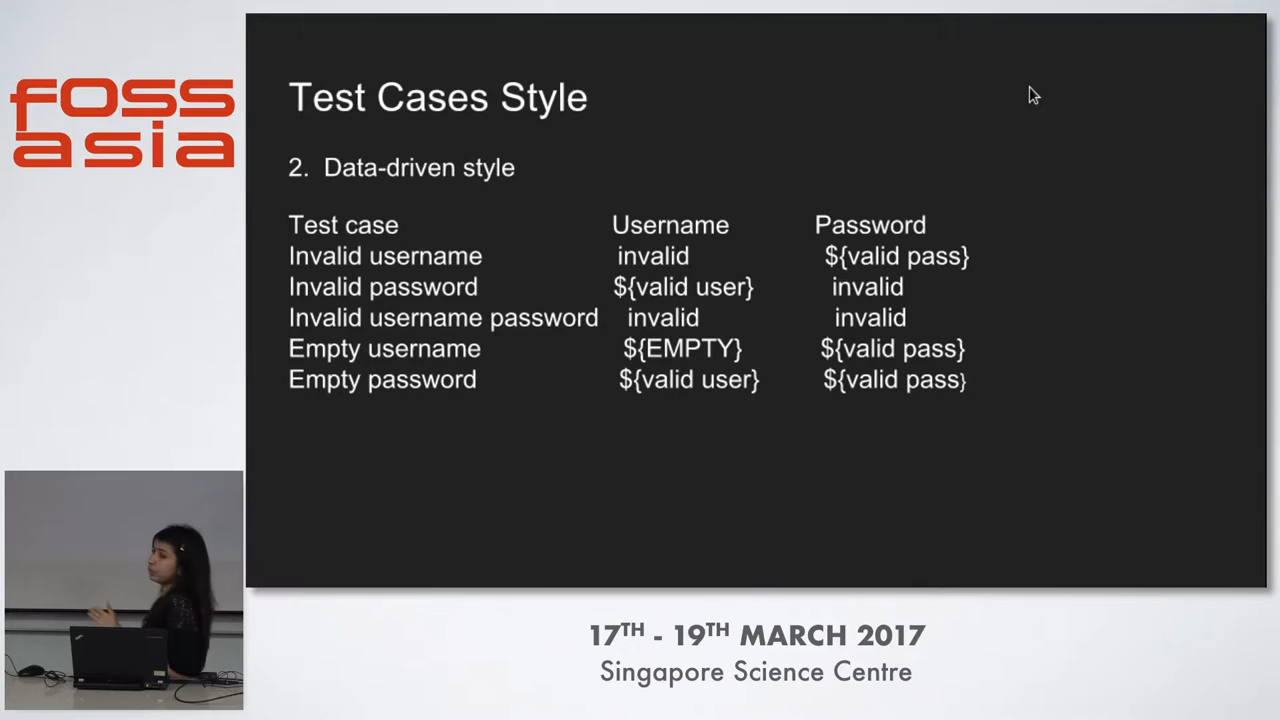 foss
asia
Test Cases Style
2. Data-driven style
Test case Username Password
Invalid username invalid ${valid pass}
Invalid password ${valid user} invalid
Invalid username password invalid invalid
Empty username ${EMPTY} ${valid pass}
Empty password ${valid user} ${valid pass}
17TH - 19TH MARCH 2017
Singapore Science Centre